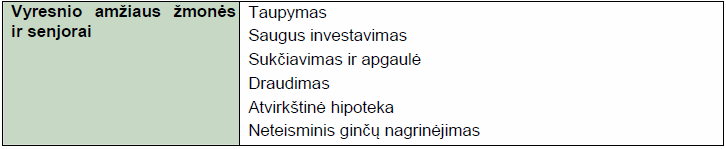 Vyresnio amžiaus žmonės
ir senjorai
Taupymas
Saugus investavimas
Sukčiavimas ir apgaulė
Draudimas
Atvirkštinė hipoteka
Neteisminis ginčų nagrinėjimas